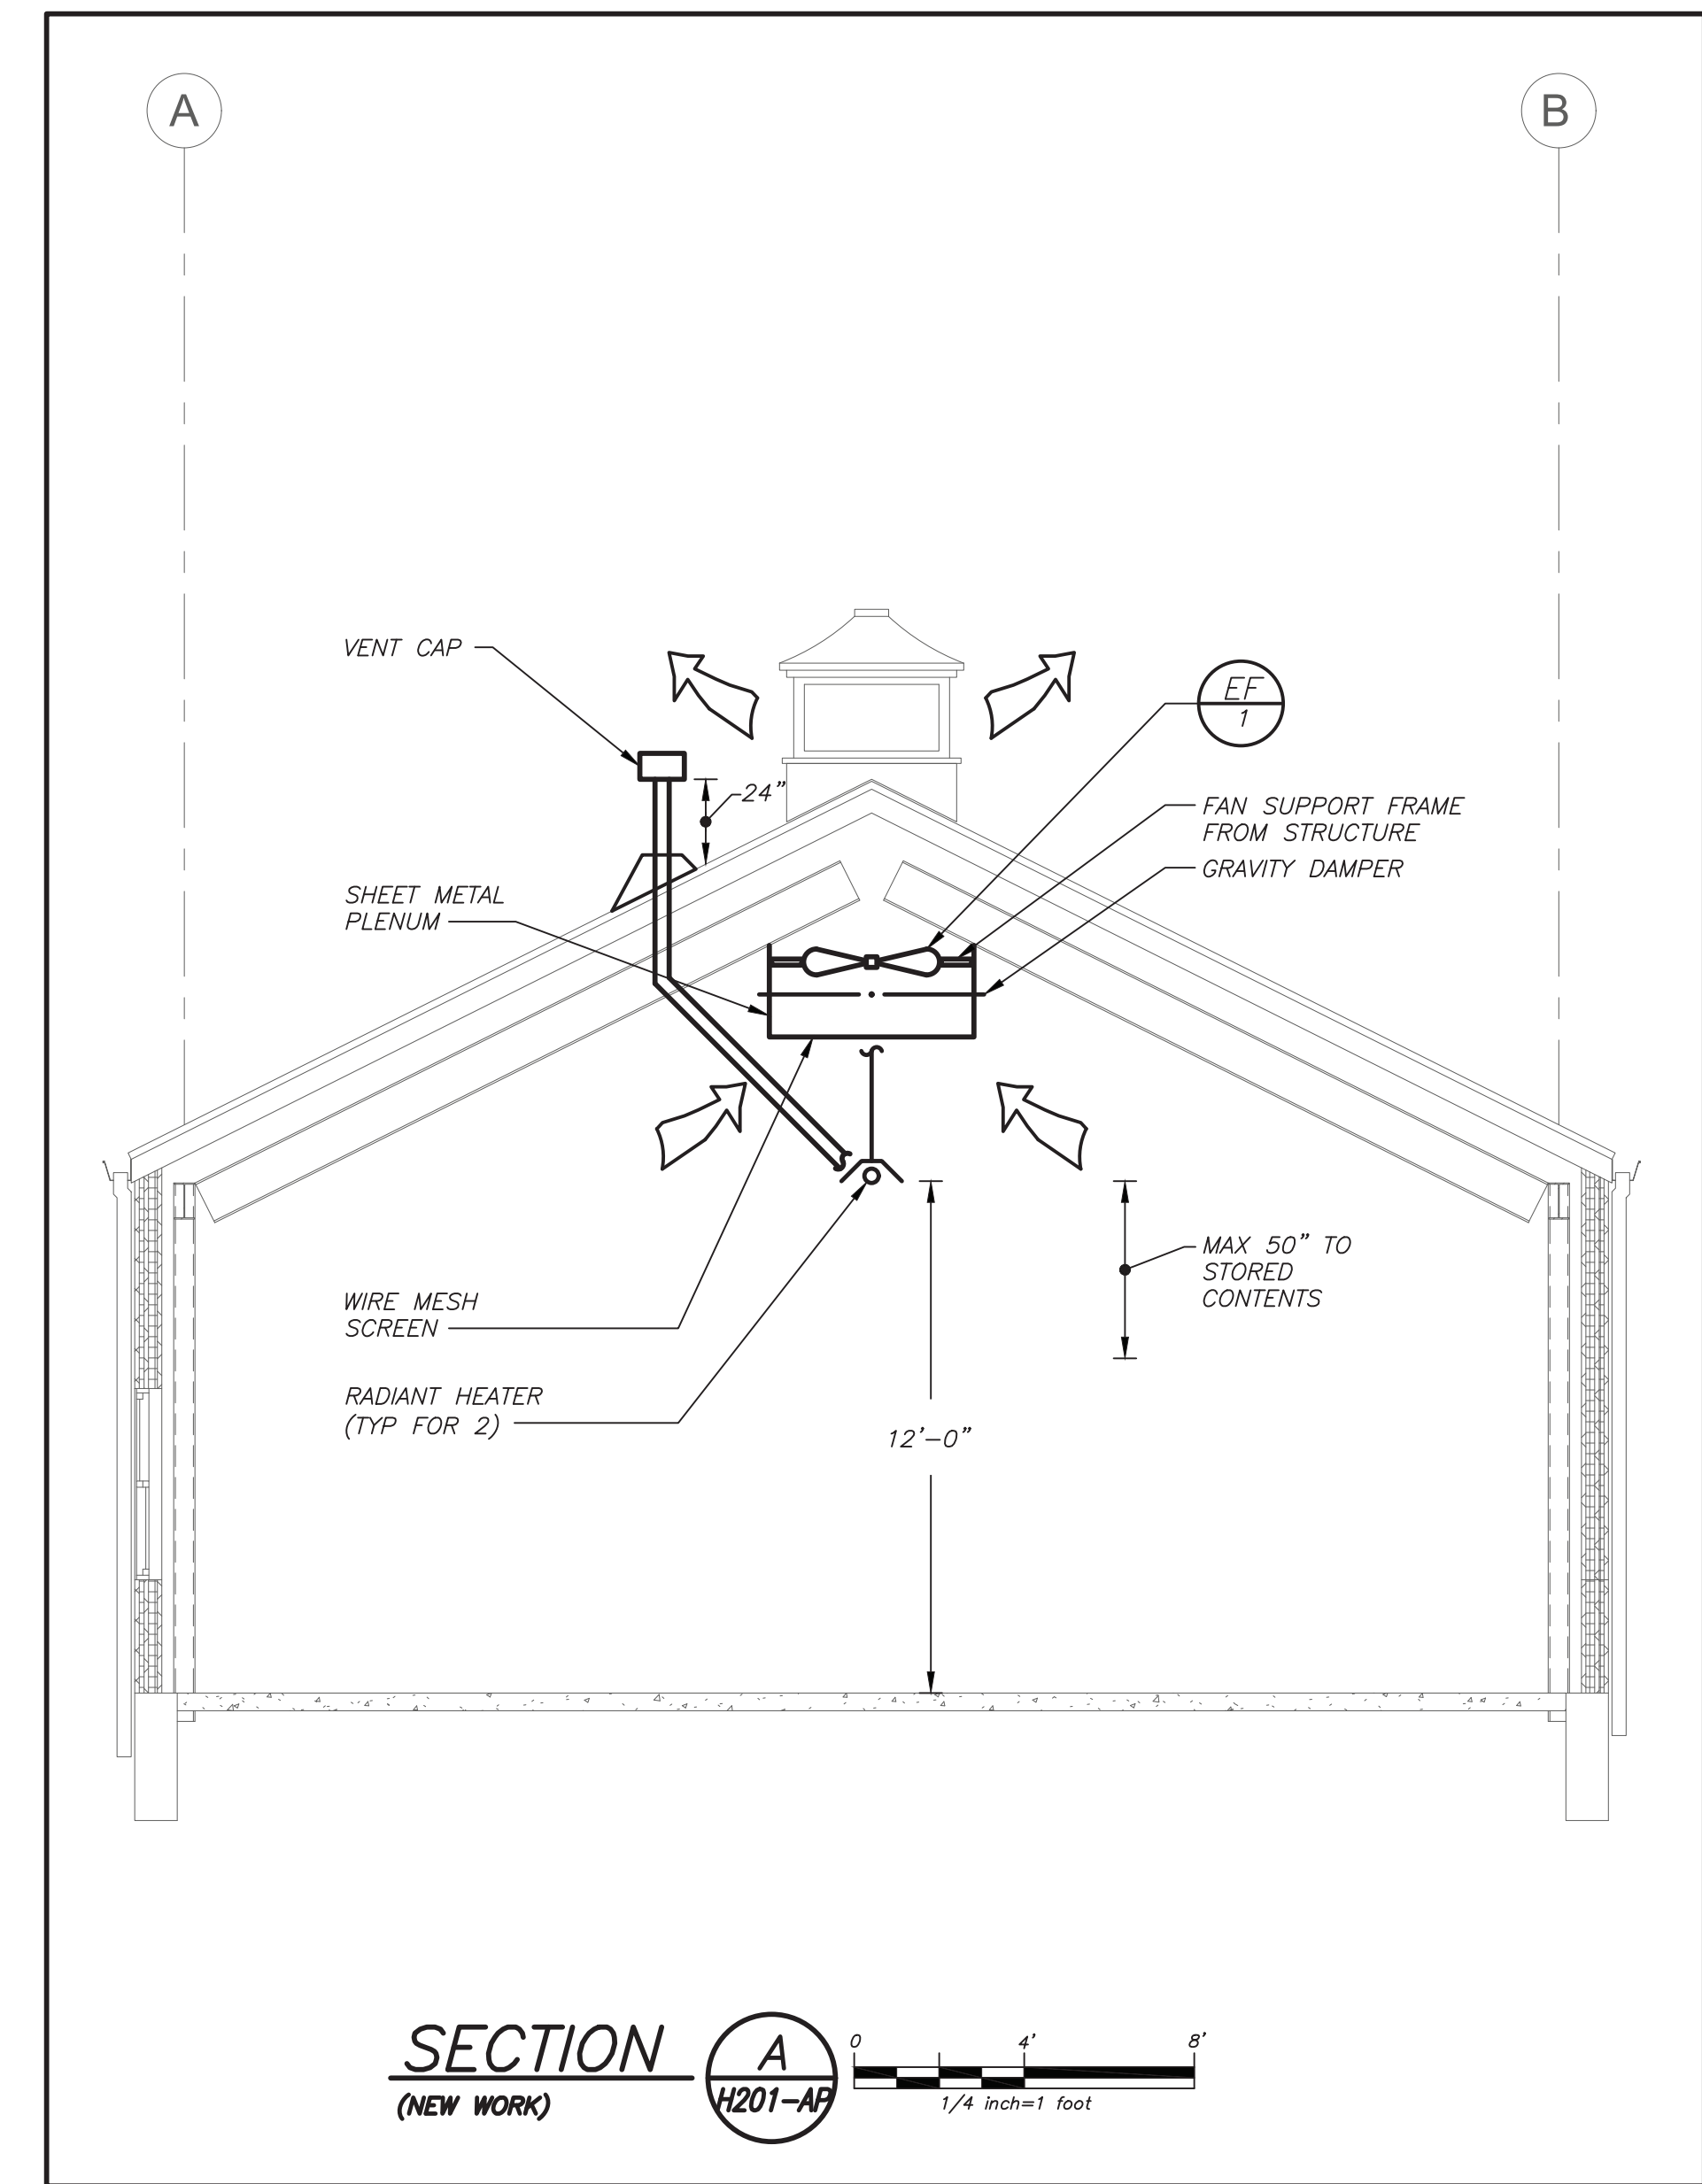 A
B
VENT CAP
EF
1
24"
FAN SUPPORT FRAME
FROM STRUCTURE
GRAVITY DAMPER
SHEET METAL
PLENUM
MAX 50" TO
STORED
CONTENTS
WIRE MESH
SCREEN
RADIANT HEATER
(TYP FOR 2)
12'-0"
SECTION
(NEW WORK)
A
H201-AP
0 4' 8'
1/4 inch=1 foot